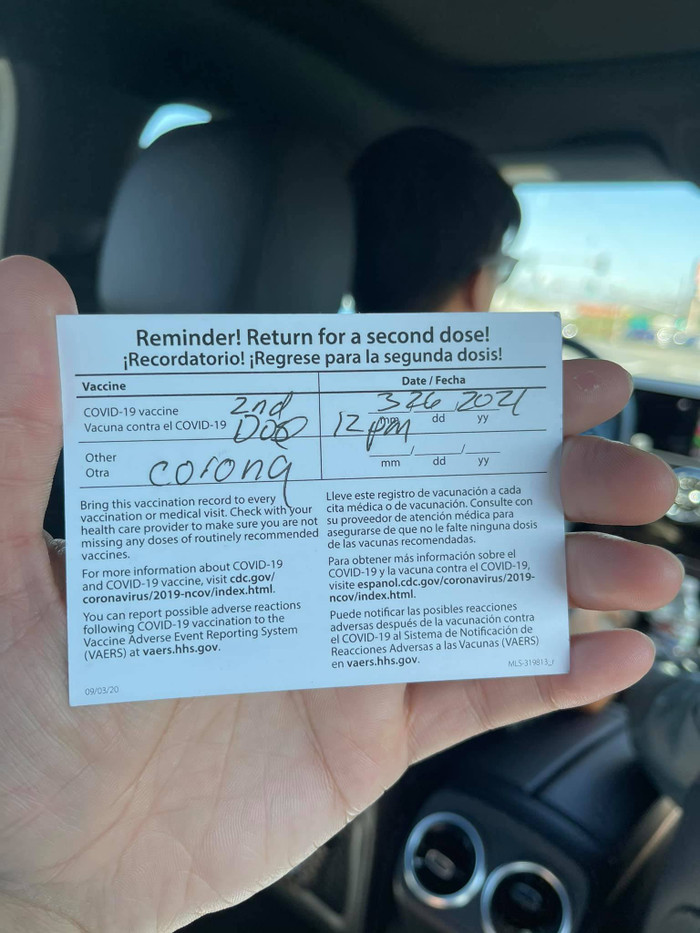 Reminder! Return for a second dose!
¡Recordatorio! ¡Regrese para la segunda dosis!
Vaccine
Date / Fecha
COVID-19 vaccine 2nd
Vacuna contra el COVID-19 Dose
3 26 2021
mm dd yy
12 pm
Other
Otra
corona
mm / dd / yy
Bring this vaccination record to every
vaccination or medical visit. Check with your
health care provider to make sure you are not
missing any doses of routinely recommended
vaccines.
For more information about COVID-19
and COVID-19 vaccine, visit cdc.gov/
coronavirus/2019-ncov/index.html.
You can report possible adverse reactions
following COVID-19 vaccination to the
Vaccine Adverse Event Reporting System
(VAERS) at vaers.hhs.gov.
09/03/20
Lleve este registro de vacunación a cada
cita médica o de vacunación. Consulte con
su proveedor de atención médica para
asegurarse de que no le falte ninguna dosis
de las vacunas recomendadas.
Para obtener más información sobre el
COVID-19 y la vacuna contra el COVID-19,
visite espanol.cdc.gov/coronavirus/2019-
ncov/index.html.
Puede notificar las posibles reacciones
adversas después de la vacunación contra
el COVID-19 al Sistema de Notificación de
Reacciones Adversas a las Vacunas (VAERS)
en vaers.hhs.gov.
MLS-319813_r